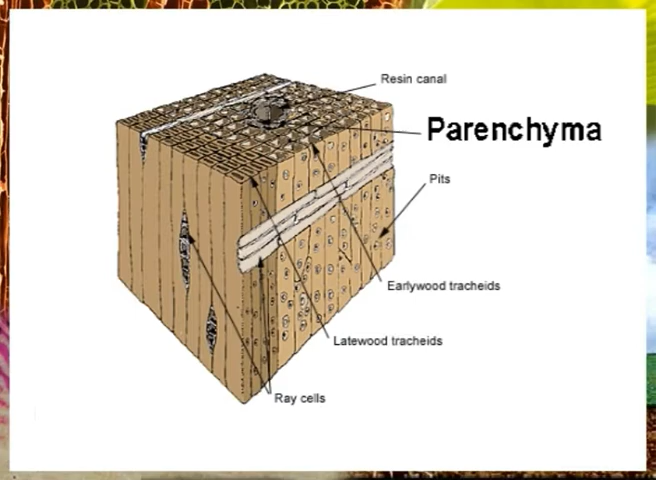 Resin canal
Parenchyma
Pits
Earlywood tracheids
Latewood tracheids
Ray cells